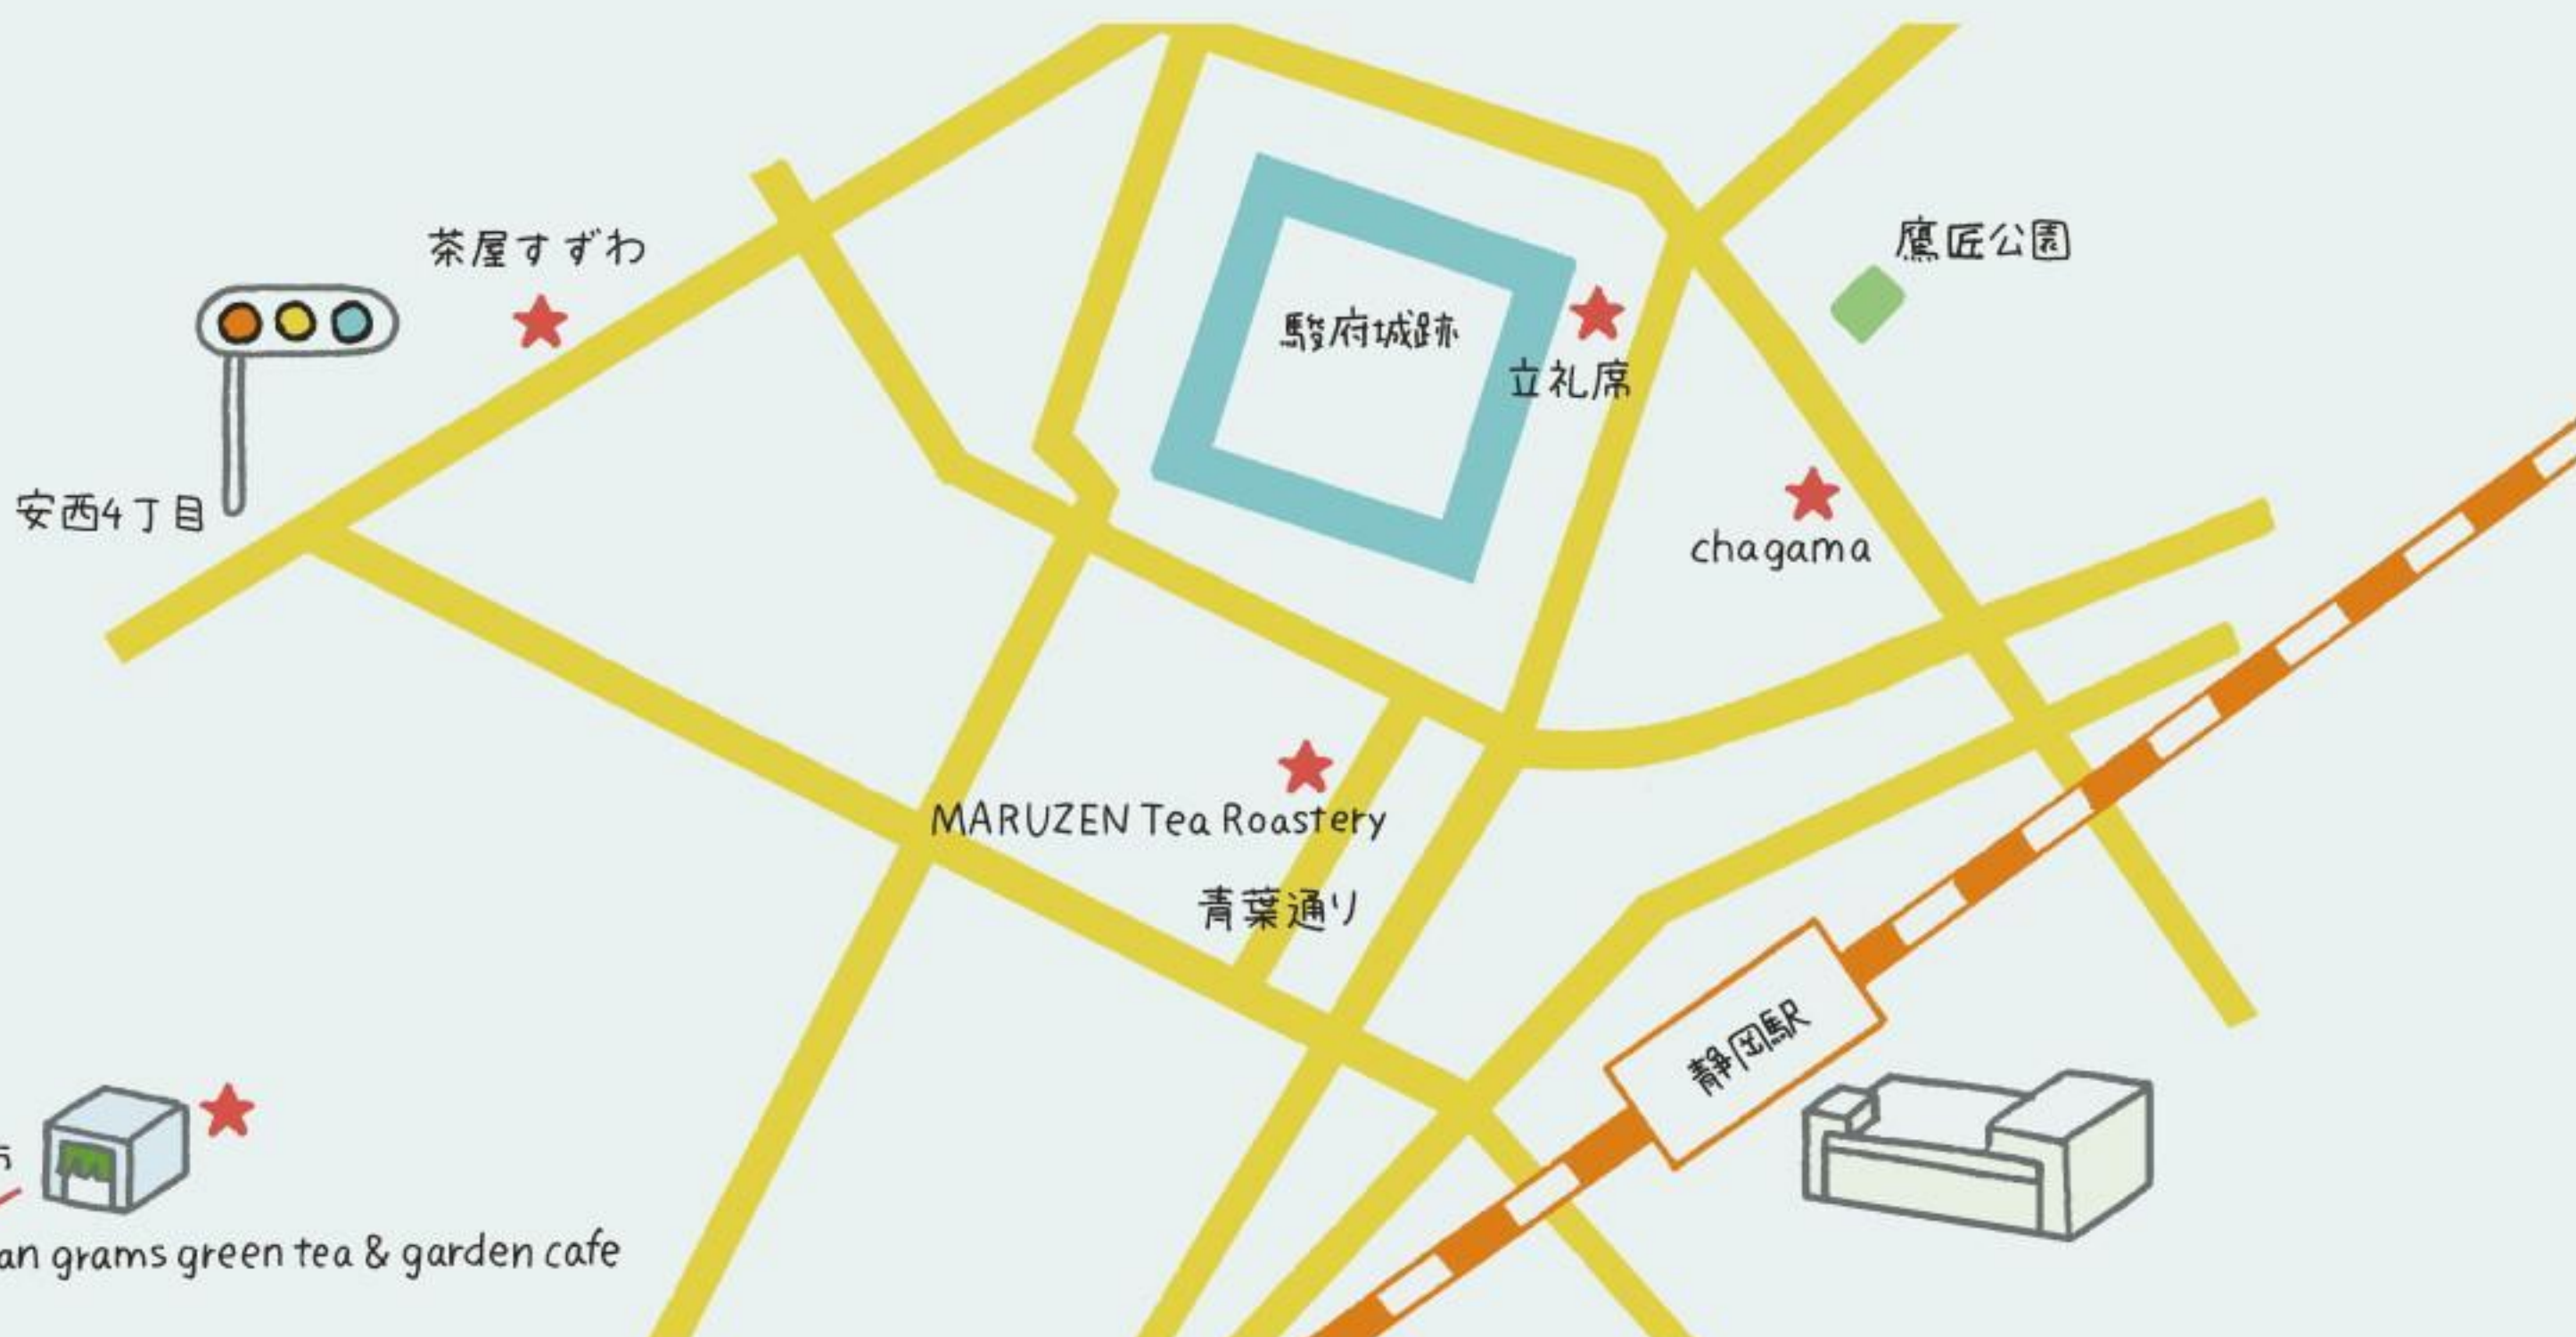 鷹匠公園
茶屋すずわ
駿府城跡
立礼席
安西4丁目
chagama
MARUZEN Tea Roastery
青葉通り
静岡駅
grams green tea & garden cafe